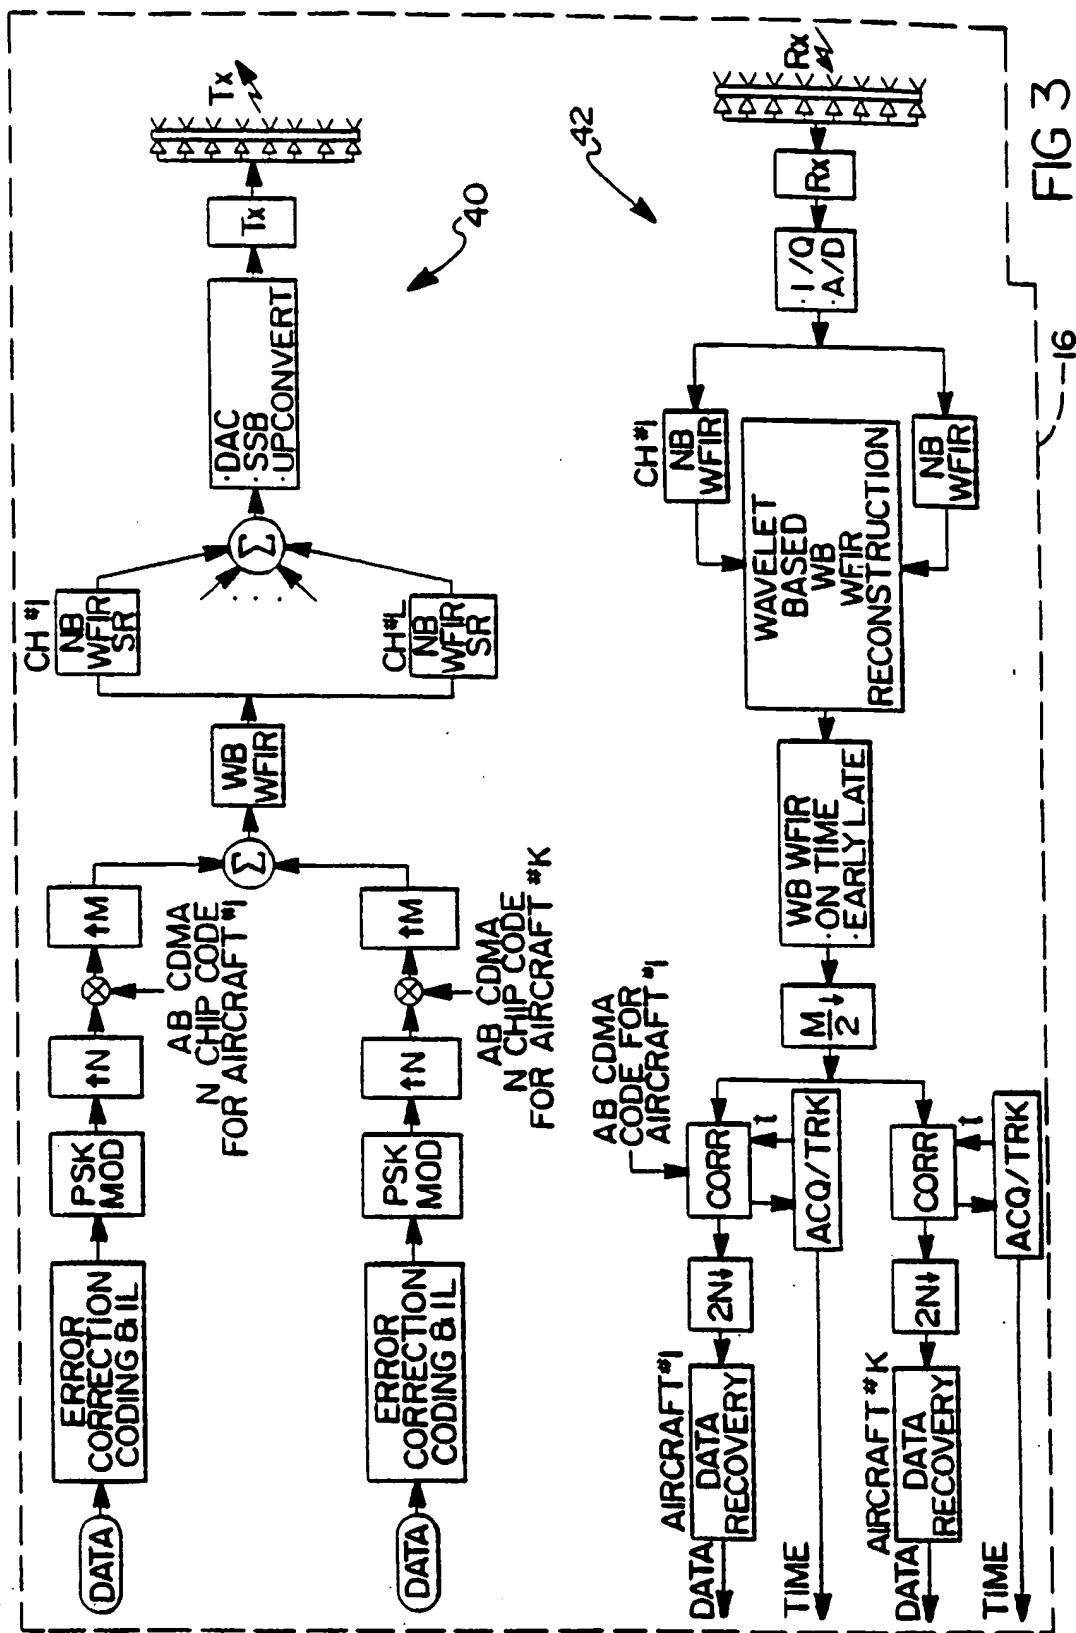 DATA
ERROR
CORRECTION
CODING & IL
PSK
MOD
↑N
AB CDMA
N CHIP CODE
FOR AIRCRAFT #1
↑M
DATA
ERROR
CORRECTION
CODING & IL
PSK
MOD
↑N
AB CDMA
N CHIP CODE
FOR AIRCRAFT #K
↑M
Σ
WB
WFIR
CH #1
NB
WFIR
SR
CH#L
NB
WFIR
SR
. . .
Σ
·DAC
·SSB
·UPCONVERT
Tx
Tx
40
42
Rx
Rx
·I/Q
·A/D
CH#1
NB
WFIR
NB
WFIR
WAVELET
BASED
WB
WFIR
RECONSTRUCTION
WB WFIR
·ON TIME
·EARLY LATE
M/2↓
AB CDMA
CODE FOR
AIRCRAFT #1
CORR
t
ACQ/TRK
2N↓
AIRCRAFT#1
DATA
RECOVERY
DATA
TIME
CORR
t
ACQ/TRK
2N↓
AIRCRAFT#K
DATA
RECOVERY
DATA
TIME
16
FIG 3